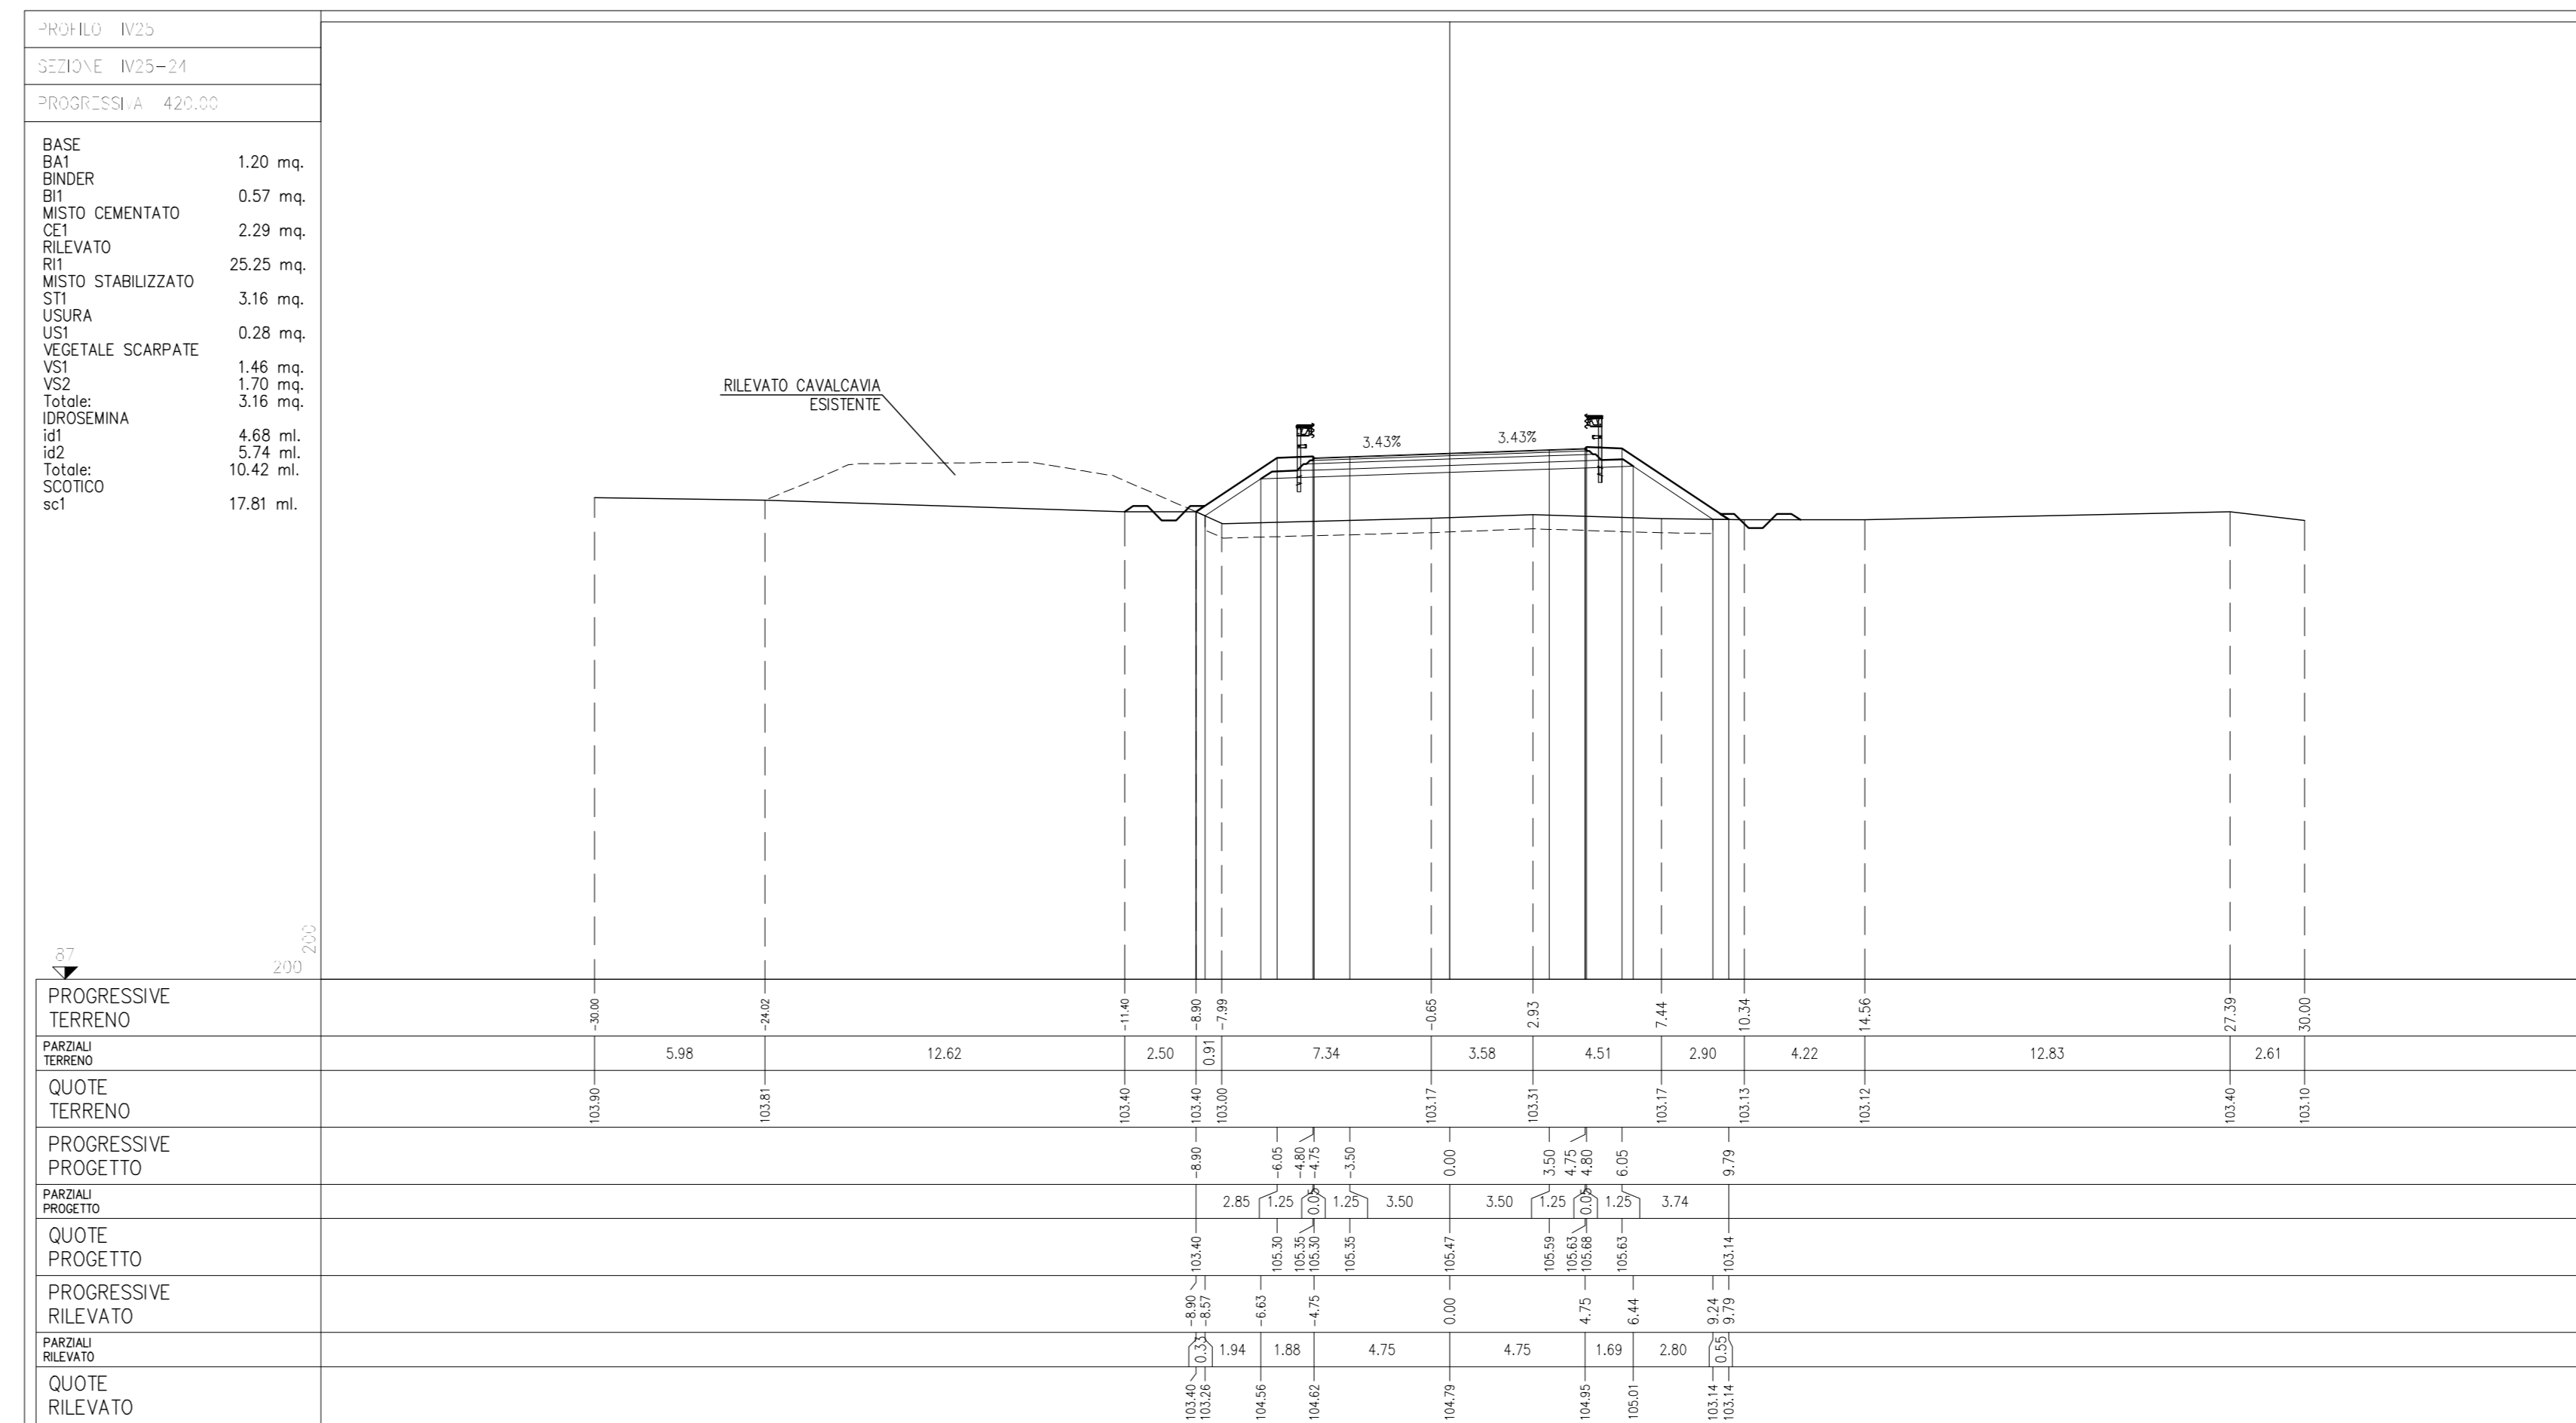 PROFILO IV25
SEZIONE IV25-24
PROGRESSIVA 420.00
BASE
BA1 1.20 mq.
BINDER
BI1 0.57 mq.
MISTO CEMENTATO
CE1 2.29 mq.
RILEVATO
RI1 25.25 mq.
MISTO STABILIZZATO
ST1 3.16 mq.
USURA
US1 0.28 mq.
VEGETALE SCARPATE
VS1 1.46 mq.
VS2 1.70 mq.
Totale: 3.16 mq.
IDROSEMINA
id1 4.68 ml.
id2 5.74 ml.
Totale: 10.42 ml.
SCOTICO
sc1 17.81 ml.
RILEVATO CAVALCAVIA
ESISTENTE
3.43% 3.43%
87
200
200
PROGRESSIVE
TERRENO
-30.00 -24.02 -11.40 -8.90 -7.99 -0.65 2.93 7.44 10.34 14.56 27.39 30.00
PARZIALI
TERRENO
5.98 12.62 2.50 0.91 7.34 3.58 4.51 2.90 4.22 12.83 2.61
QUOTE
TERRENO
103.90 103.81 103.40 103.40 103.00 103.17 103.31 103.17 103.13 103.12 103.40 103.10
PROGRESSIVE
PROGETTO
-8.90 -6.05 -4.80 -4.75 -3.50 0.00 3.50 4.75 4.80 6.05 9.79
PARZIALI
PROGETTO
2.85 1.25 0.05 1.25 3.50 3.50 1.25 0.05 1.25 3.74
QUOTE
PROGETTO
103.40 105.30 105.35 105.30 105.35 105.47 105.59 105.63 105.68 105.63 103.14
PROGRESSIVE
RILEVATO
-8.90 -8.57 -6.63 -4.75 0.00 4.75 6.44 9.24 9.79
PARZIALI
RILEVATO
0.33 1.94 1.88 4.75 4.75 1.69 2.80 0.55
QUOTE
RILEVATO
103.40 103.26 104.56 104.62 104.79 104.95 105.01 103.14 103.14